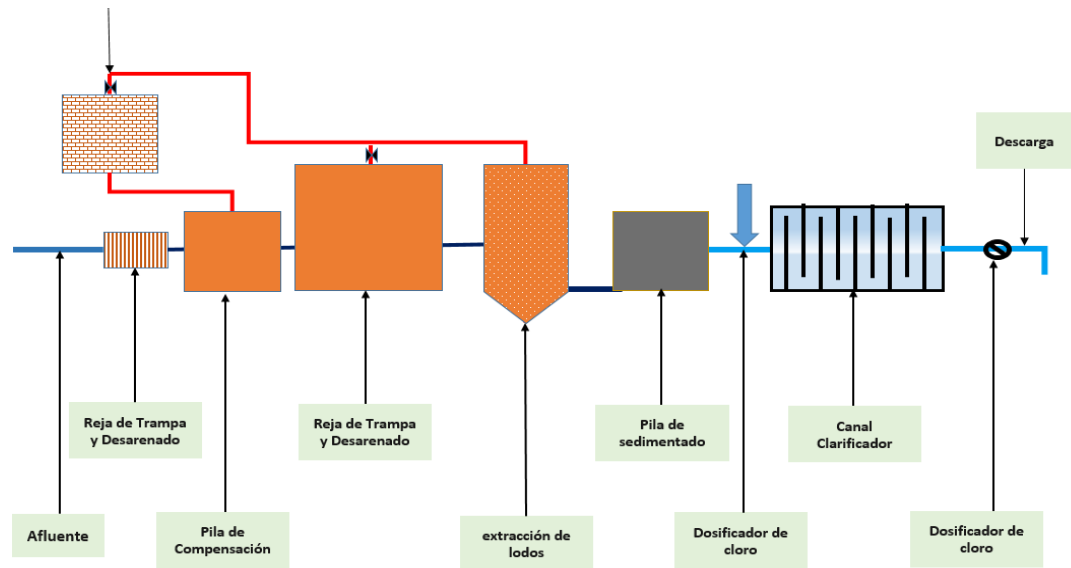 Descarga
Reja de Trampa
y Desarenado
Reja de Trampa
y Desarenado
Pila de
sedimentado
Canal
Clarificador
Afluente
Pila de
Compensación
extracción de
lodos
Dosificador de
cloro
Dosificador de
cloro